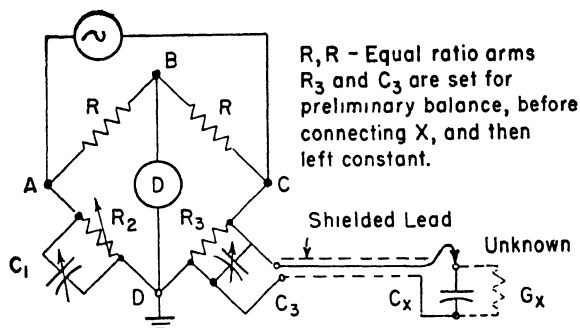 ~
B
R, R – Equal ratio arms
R3 and C3 are set for
preliminary balance, before
connecting X, and then
left constant.
R
R
A
D
C
R2
R3
C1
D
C3
Shielded Lead
Unknown
Cx
Gx